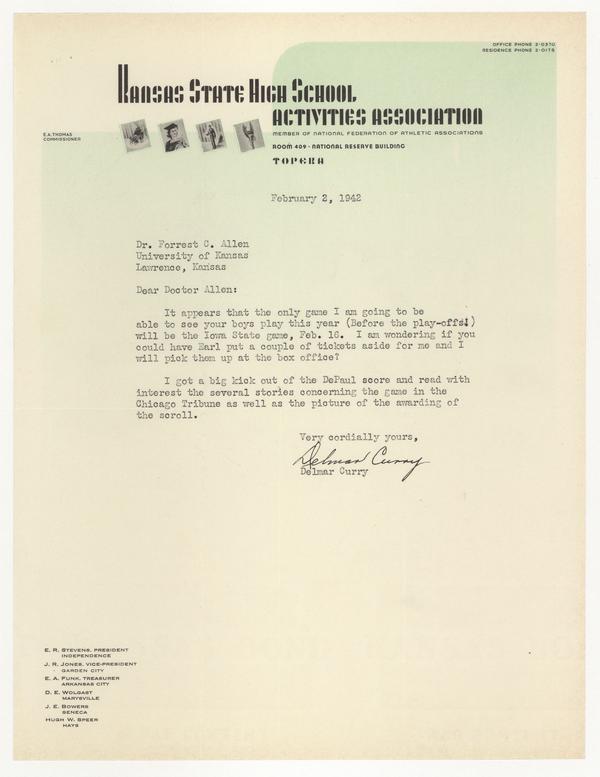 OFFICE PHONE 2-0370
RESIDENCE PHONE 2-0175
KANSAS STATE HIGH SCHOOL
ACTIVITIES ASSOCIATION
E.A. THOMAS
COMMISSIONER
MEMBER OF NATIONAL FEDERATION OF ATHLETIC ASSOCIATIONS
ROOM 409 - NATIONAL RESERVE BUILDING
TOPEKA
February 2, 1942
Dr. Forrest C. Allen
University of Kansas
Lawrence, Kansas
Dear Doctor Allen:
It appears that the only game I am going to be
able to see your boys play this year (Before the play-offs!)
will be the Iowa State game, Feb. 16. I am wondering if you
could have Earl put a couple of tickets aside for me and I
will pick them up at the box office?
I got a big kick out of the DePaul score and read with
interest the several stories concerning the game in the
Chicago Tribune as well as the picture of the awarding of
the scroll.
Very cordially yours,
Delmar Curry
Delmar Curry
E. R. STEVENS, PRESIDENT
INDEPENDENCE
J. R. JONES, VICE-PRESIDENT
GARDEN CITY
E. A. FUNK, TREASURER
ARKANSAS CITY
D. E. WOLGAST
MARYSVILLE
J. E. BOWERS
SENECA
HUGH W. SPEER
HAYS